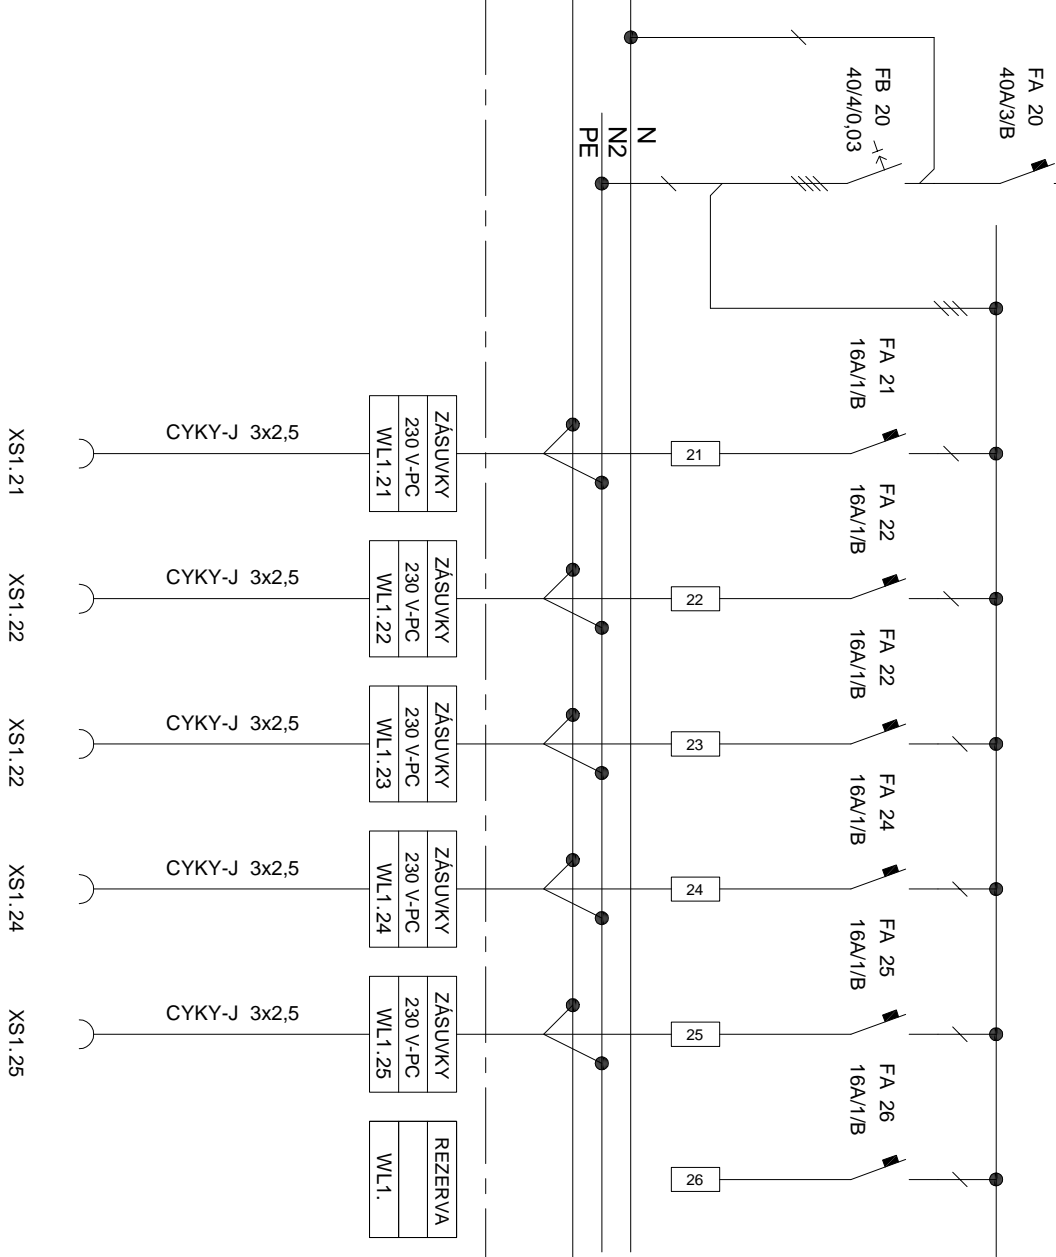 FA 20
40A/3/B
FB 20
40/4/0,03
N
N2
PE
FA 21
16A/1/B
21
ZÁSUVKY
230 V-PC
WL1.21
CYKY-J 3x2,5
XS1.21
FA 22
16A/1/B
22
ZÁSUVKY
230 V-PC
WL1.22
CYKY-J 3x2,5
XS1.22
FA 22
16A/1/B
23
ZÁSUVKY
230 V-PC
WL1.23
CYKY-J 3x2,5
XS1.22
FA 24
16A/1/B
24
ZÁSUVKY
230 V-PC
WL1.24
CYKY-J 3x2,5
XS1.24
FA 25
16A/1/B
25
ZÁSUVKY
230 V-PC
WL1.25
CYKY-J 3x2,5
XS1.25
FA 26
16A/1/B
26
REZERVA
WL1.